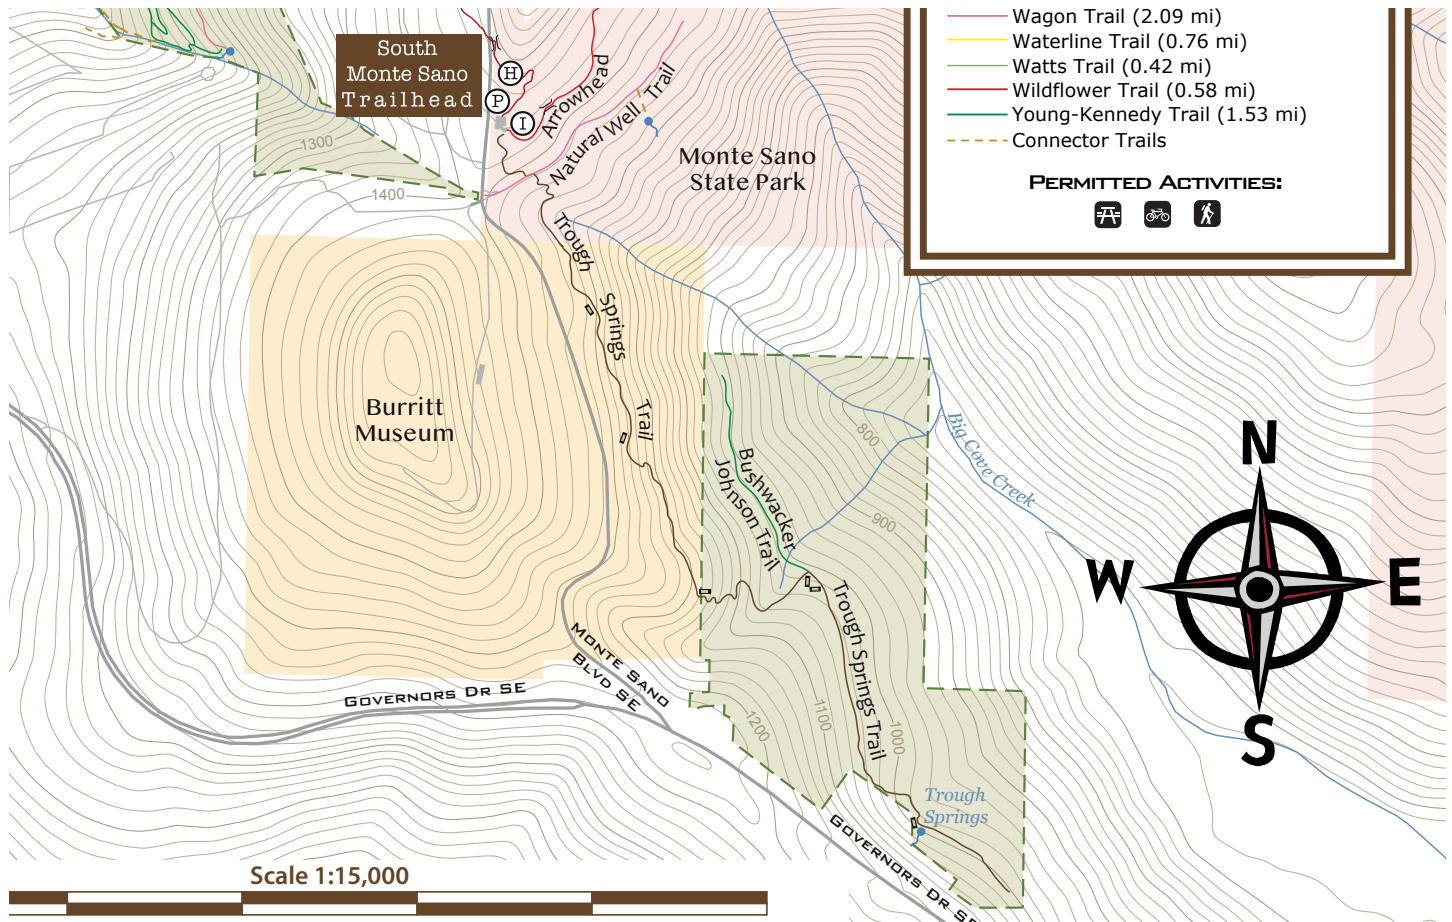 Wagon Trail (2.09 mi)
Waterline Trail (0.76 mi)
Watts Trail (0.42 mi)
Wildflower Trail (0.58 mi)
Young-Kennedy Trail (1.53 mi)
Connector Trails
PERMITTED ACTIVITIES:
South
Monte Sano
Trailhead
H
P
I
Arrowhead
Natural Well Trail
Monte Sano
State Park
1300
1400
Trough Springs Trail
Burritt
Museum
800
900
Big Cove Creek
Bushwacker
Johnson Trail
Trough Springs Trail
N
W
E
S
MONTE SANO
BLVD SE
GOVERNORS DR SE
1200
1100
1000
Trough
Springs
GOVERNORS DR SE
Scale 1:15,000